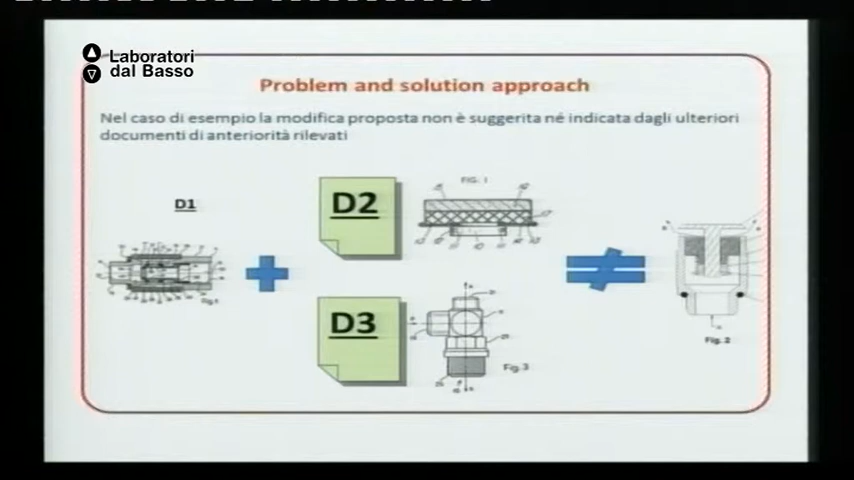 Laboratori
dal Basso
Problem and solution approach
Nel caso di esempio la modifica proposta non è suggerita né indicata dagli ulteriori
documenti di anteriorità rilevati
D1
D2
FIG. 1
D3
Fig.3
Fig. 2